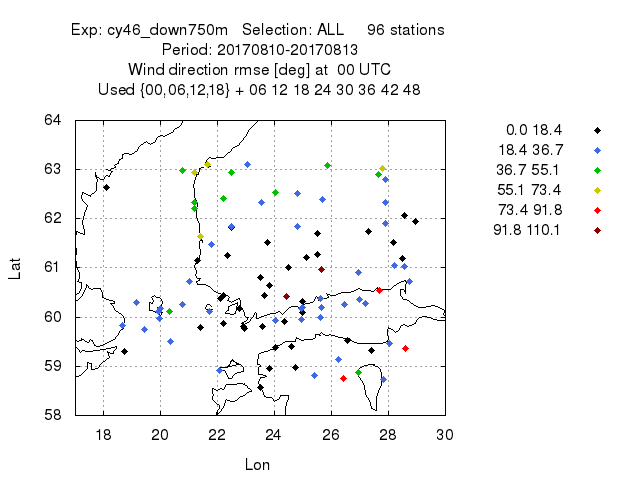 Exp: cy46_down750m   Selection: ALL     96 stations
Period: 20170810-20170813
Wind direction rmse [deg] at  00 UTC
Used {00,06,12,18} + 06 12 18 24 30 36 42 48
64
63
62
61
60
59
58
Lat
18 20 22 24 26 28 30
Lon
0.0 18.4
18.4 36.7
36.7 55.1
55.1 73.4
73.4 91.8
91.8 110.1